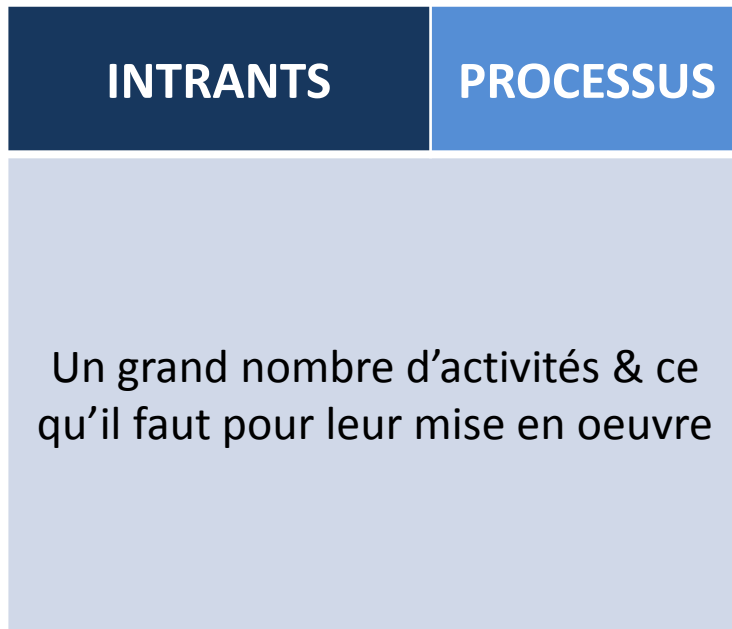 INTRANTS PROCESSUS
Un grand nombre d’activités & ce
qu’il faut pour leur mise en oeuvre